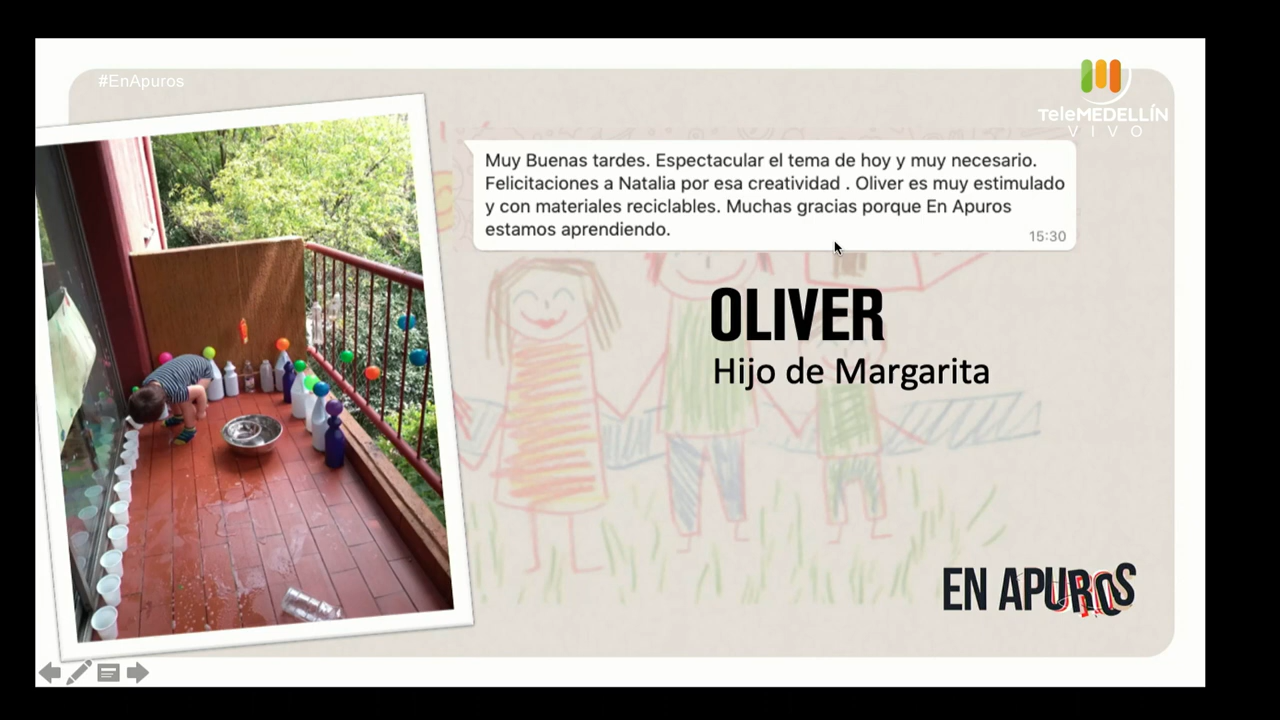 #EnApuros
TeleMEDELLÍN
VIVO
Muy Buenas tardes. Espectacular el tema de hoy y muy necesario.
Felicitaciones a Natalia por esa creatividad . Oliver es muy estimulado
y con materiales reciclables. Muchas gracias porque En Apuros
estamos aprendiendo.
15:30
OLIVER
Hijo de Margarita
EN APUROS